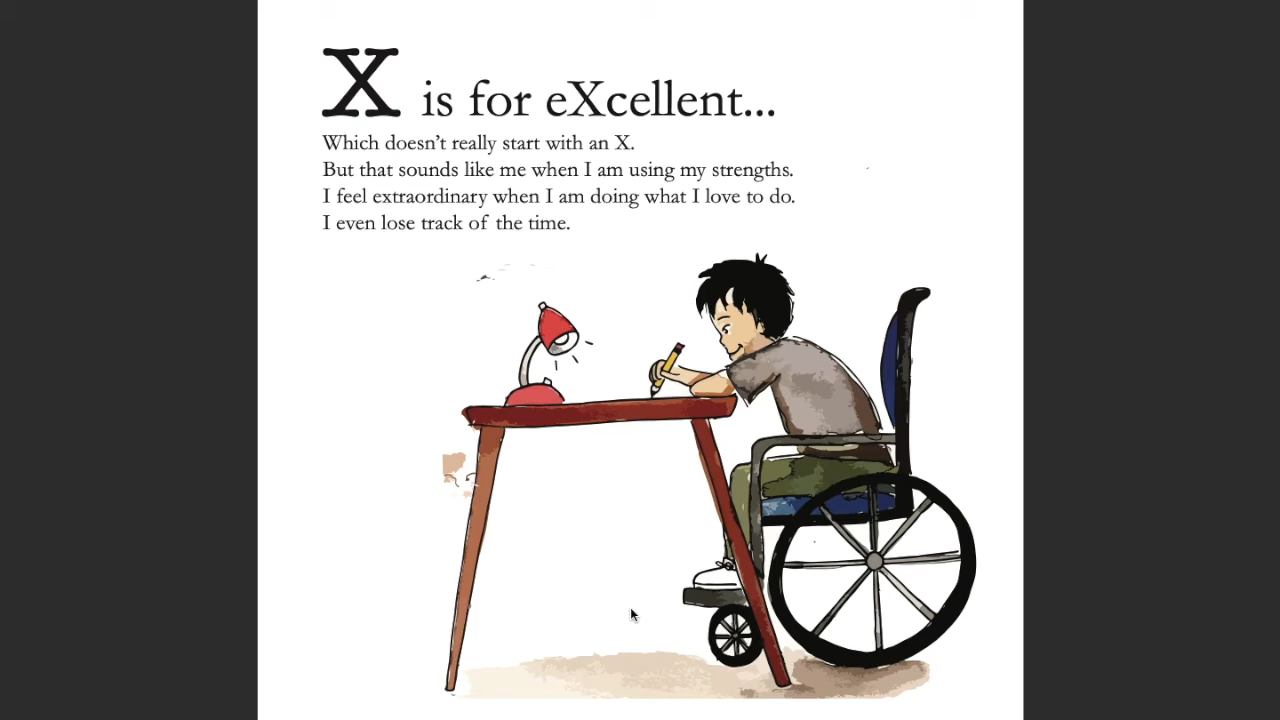 X is for eXcellent...
Which doesn't really start with an X.
But that sounds like me when I am using my strengths.
I feel extraordinary when I am doing what I love to do.
I even lose track of the time.